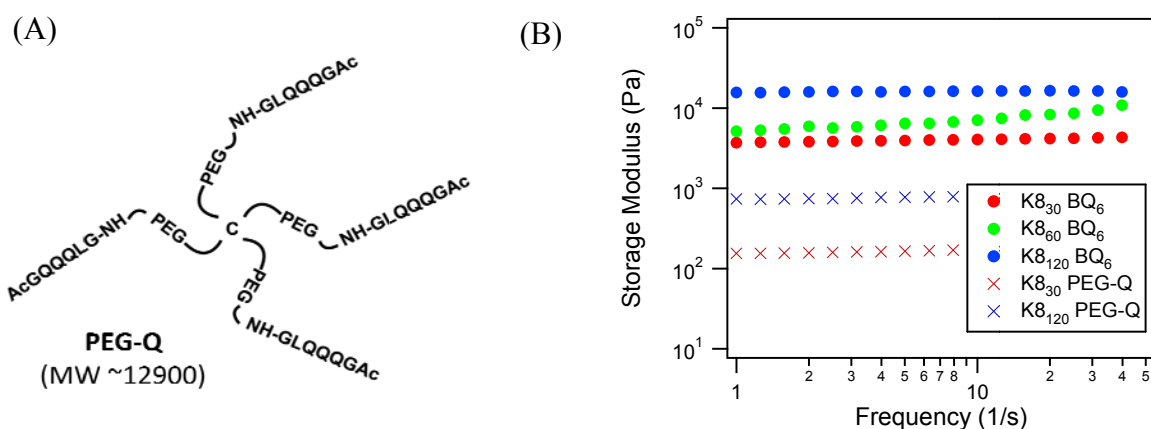 (A)
NH-GLQQQGAc
PEG
C
PEG
NH-GLQQQGAc
AcGQQQLG-NH
PEG
PEG
NH-GLQQQGAc
PEG-Q
(MW ~12900)
(B)
Storage Modulus (Pa)
10⁵
10⁴
10³
10²
10¹
K8₃₀ BQ₆
K8₆₀ BQ₆
K8₁₂₀ BQ₆
K8₃₀ PEG-Q
K8₁₂₀ PEG-Q
1 2 3 4 5 6 7 8 10 2 3 4 5
Frequency (1/s)